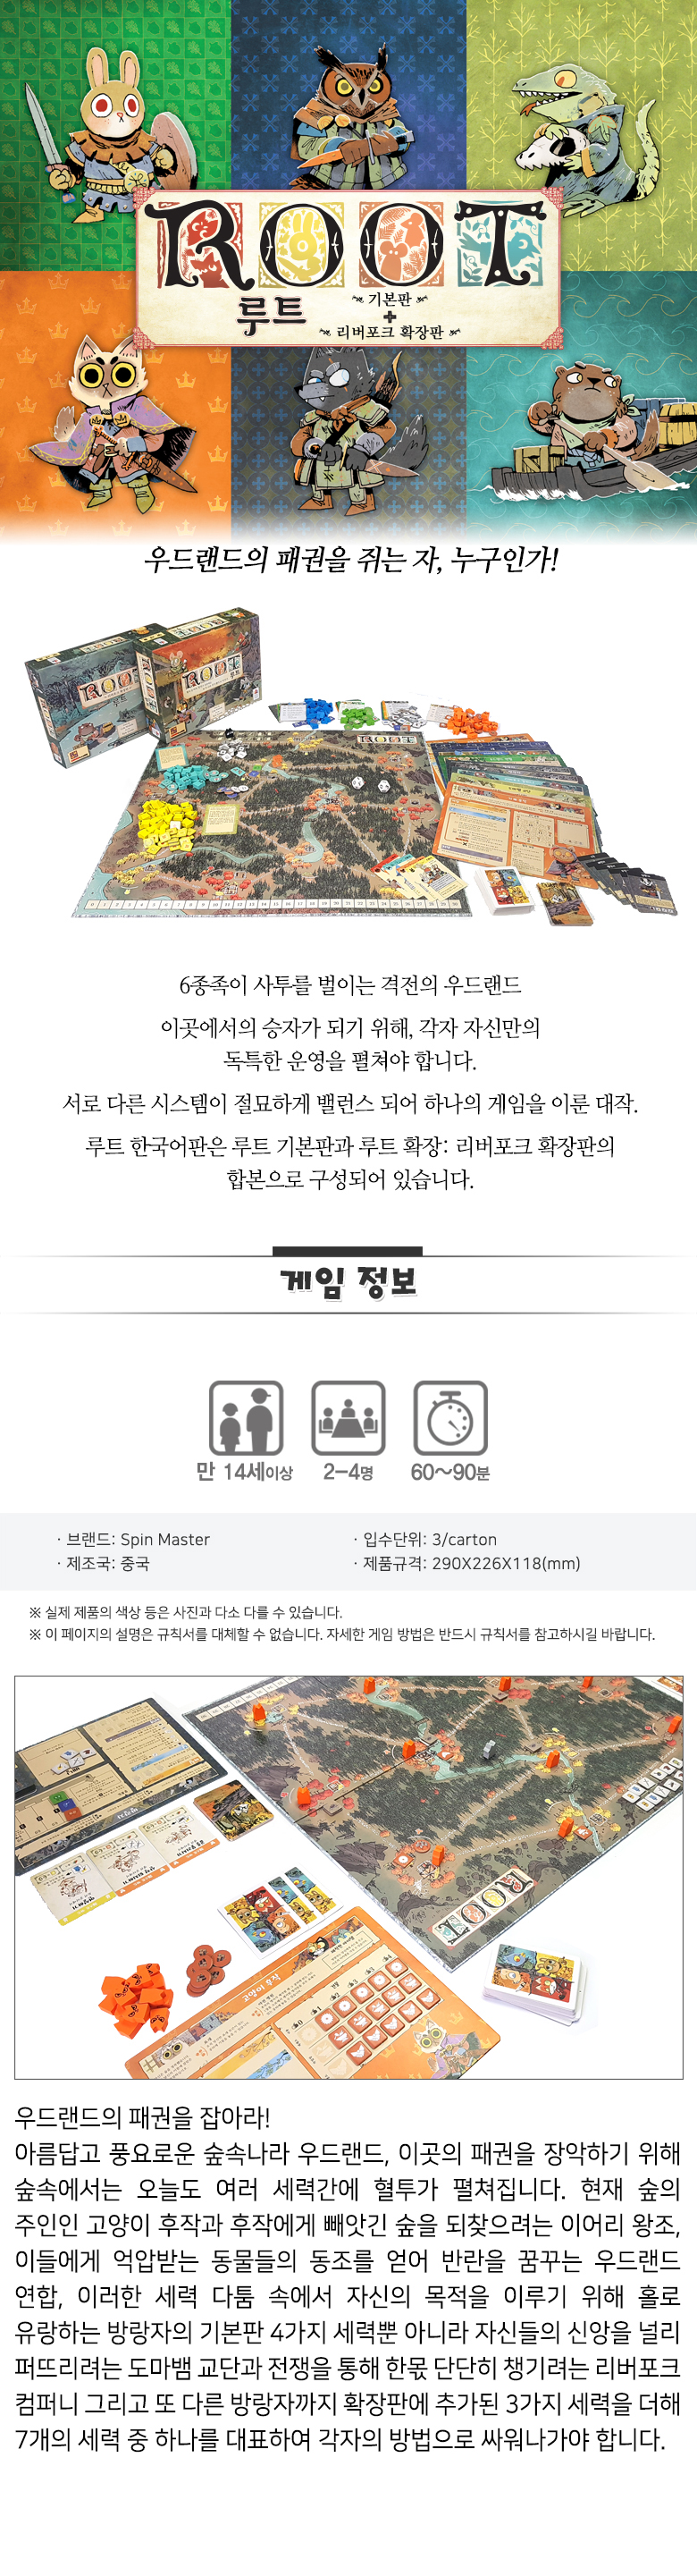 ROOT
루트
기본판
+
리버포크 확장판
우드랜드의 패권을 쥐는 자, 누구인가!
ROOT
루트
ROOT
루트
ROOT
6종족이 사투를 벌이는 격전의 우드랜드
이곳에서의 승자가 되기 위해, 각자 자신만의
독특한 운영을 펼쳐야 합니다.
서로 다른 시스템이 절묘하게 밸런스 되어 하나의 게임을 이룬 대작.
루트 한국어판은 루트 기본판과 루트 확장: 리버포크 확장판의
합본으로 구성되어 있습니다.
게임 정보
만 14세이상
2-4명
60~90분
· 브랜드: Spin Master
· 입수단위: 3/carton
· 제조국: 중국
· 제품규격: 290X226X118(mm)
※ 실제 제품의 색상 등은 사진과 다소 다를 수 있습니다.
※ 이 페이지의 설명은 규칙서를 대체할 수 없습니다. 자세한 게임 방법은 반드시 규칙서를 참고하시길 바랍니다.
ROOT
고양이 후작
우드랜드의 패권을 잡아라!
아름답고 풍요로운 숲속나라 우드랜드, 이곳의 패권을 장악하기 위해
숲속에서는 오늘도 여러 세력간에 혈투가 펼쳐집니다. 현재 숲의
주인인 고양이 후작과 후작에게 빼앗긴 숲을 되찾으려는 이어리 왕조,
이들에게 억압받는 동물들의 동조를 얻어 반란을 꿈꾸는 우드랜드
연합, 이러한 세력 다툼 속에서 자신의 목적을 이루기 위해 홀로
유랑하는 방랑자의 기본판 4가지 세력뿐 아니라 자신들의 신앙을 널리
퍼뜨리려는 도마뱀 교단과 전쟁을 통해 한몫 단단히 챙기려는 리버포크
컴퍼니 그리고 또 다른 방랑자까지 확장판에 추가된 3가지 세력을 더해
7개의 세력 중 하나를 대표하여 각자의 방법으로 싸워나가야 합니다.